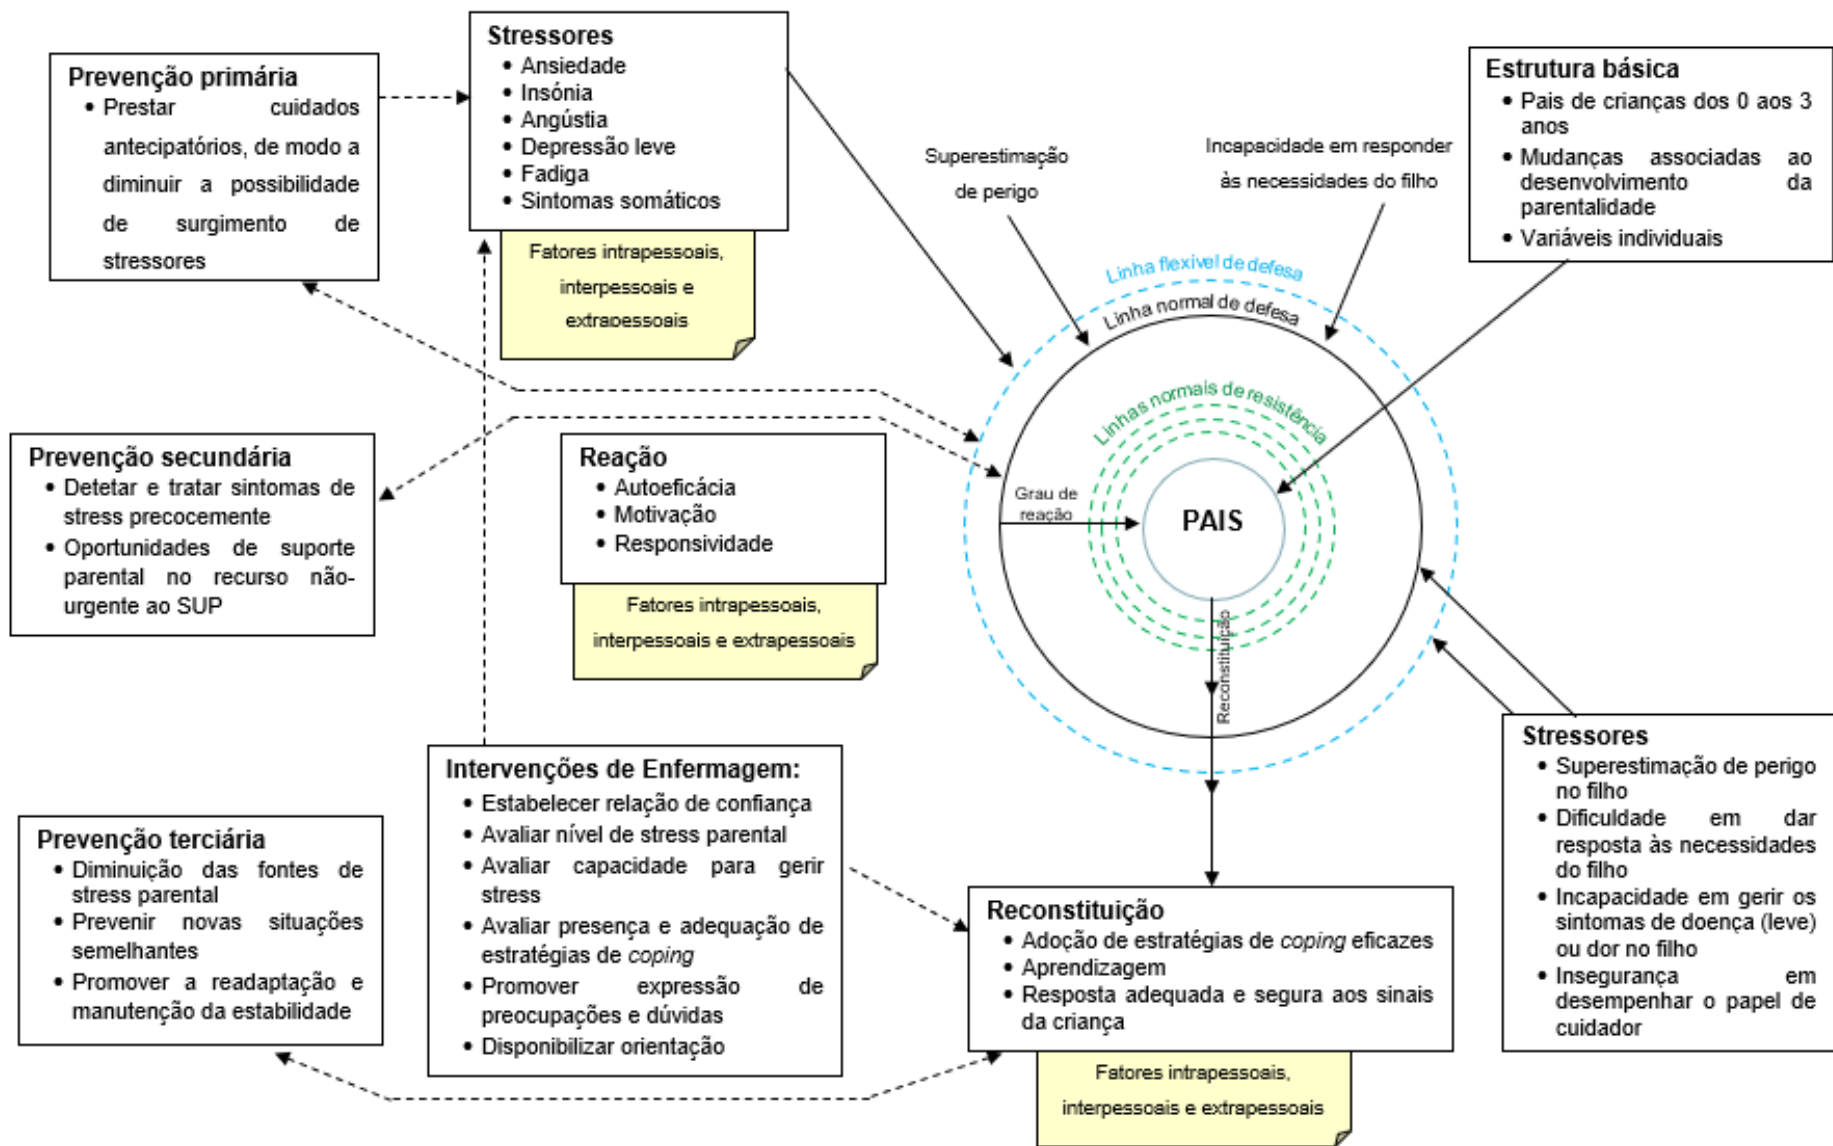 Prevenção primária
• Prestar cuidados
antecipatórios, de modo a
diminuir a possibilidade
de surgimento de
stressores
Stressores
• Ansiedade
• Insónia
• Angústia
• Depressão leve
• Fadiga
• Sintomas somáticos
Fatores intrapessoais,
interpessoais e
extrapessoais
Superestimação
de perigo
Incapacidade em responder
às necessidades do filho
Estrutura básica
• Pais de crianças dos 0 aos 3
anos
• Mudanças associadas ao
desenvolvimento da
parentalidade
• Variáveis individuais
Linha flexível de defesa
Linha normal de defesa
Linhas normais de resistência
PAIS
Grau de
reação
Reconstituição
Prevenção secundária
• Detetar e tratar sintomas de
stress precocemente
• Oportunidades de suporte
parental no recurso não-
urgente ao SUP
Reação
• Autoeficácia
• Motivação
• Responsividade
Fatores intrapessoais,
interpessoais e extrapessoais
Prevenção terciária
• Diminuição das fontes de
stress parental
• Prevenir novas situações
semelhantes
• Promover a readaptação e
manutenção da estabilidade
Intervenções de Enfermagem:
• Estabelecer relação de confiança
• Avaliar nível de stress parental
• Avaliar capacidade para gerir
stress
• Avaliar presença e adequação de
estratégias de coping
• Promover expressão de
preocupações e dúvidas
• Disponibilizar orientação
Reconstituição
• Adoção de estratégias de coping eficazes
• Aprendizagem
• Resposta adequada e segura aos sinais
da criança
Fatores intrapessoais,
interpessoais e extrapessoais
Stressores
• Superestimação de perigo
no filho
• Dificuldade em dar
resposta às necessidades
do filho
• Incapacidade em gerir os
sintomas de doença (leve)
ou dor no filho
• Insegurança em
desempenhar o papel de
cuidador